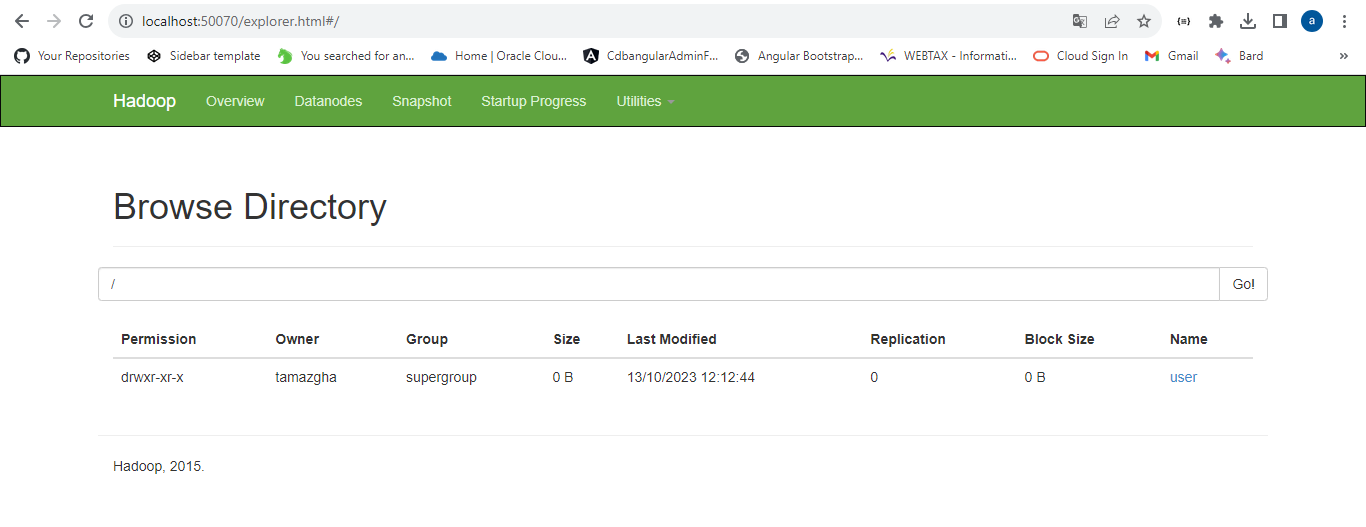 localhost:50070/explorer.html#/
a
Your Repositories Sidebar template You searched for an... Home | Oracle Clou... CdbangularAdminF... Angular Bootstrap... WEBTAX - Informati... Cloud Sign In Gmail Bard »
Hadoop Overview Datanodes Snapshot Startup Progress Utilities
Browse Directory
/ Go!
Permission Owner Group Size Last Modified Replication Block Size Name
drwxr-xr-x tamazgha supergroup 0 B 13/10/2023 12:12:44 0 0 B user
Hadoop, 2015.